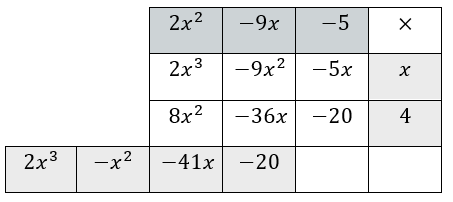 2x² −9x −5 ×
2x³ −9x² −5x x
8x² −36x −20 4
2x³ −x² −41x −20